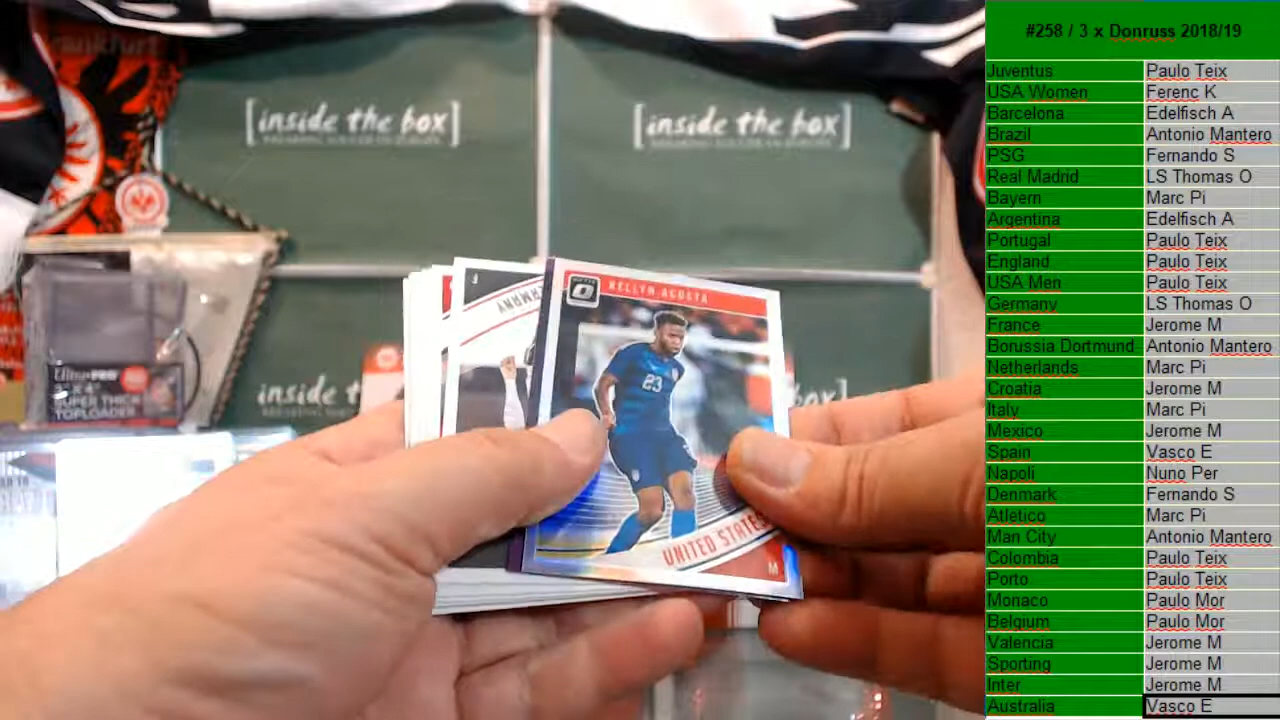 Frankfurt
[inside the box]
[inside the box]
inside
Ultra PRO
3" X 4"
SUPER THICK
TOPLOADER
GERMANY
KELLYN ACOSTA
23
UNITED STATES
M
#258 / 3 x Donruss 2018/19
Juventus Paulo Teix
USA Women Ferenc K
Barcelona Edelfisch A
Brazil Antonio Mantero
PSG Fernando S
Real Madrid LS Thomas O
Bayern Marc Pi
Argentina Edelfisch A
Portugal Paulo Teix
England Paulo Teix
USA Men Paulo Teix
Germany LS Thomas O
France Jerome M
Borussia Dortmund Antonio Mantero
Netherlands Marc Pi
Croatia Jerome M
Italy Marc Pi
Mexico Jerome M
Spain Vasco E
Napoli Nuno Per
Denmark Fernando S
Atletico Marc Pi
Man City Antonio Mantero
Colombia Paulo Teix
Porto Paulo Teix
Monaco Paulo Mor
Belgium Paulo Mor
Valencia Jerome M
Sporting Jerome M
Inter Jerome M
Australia Vasco E